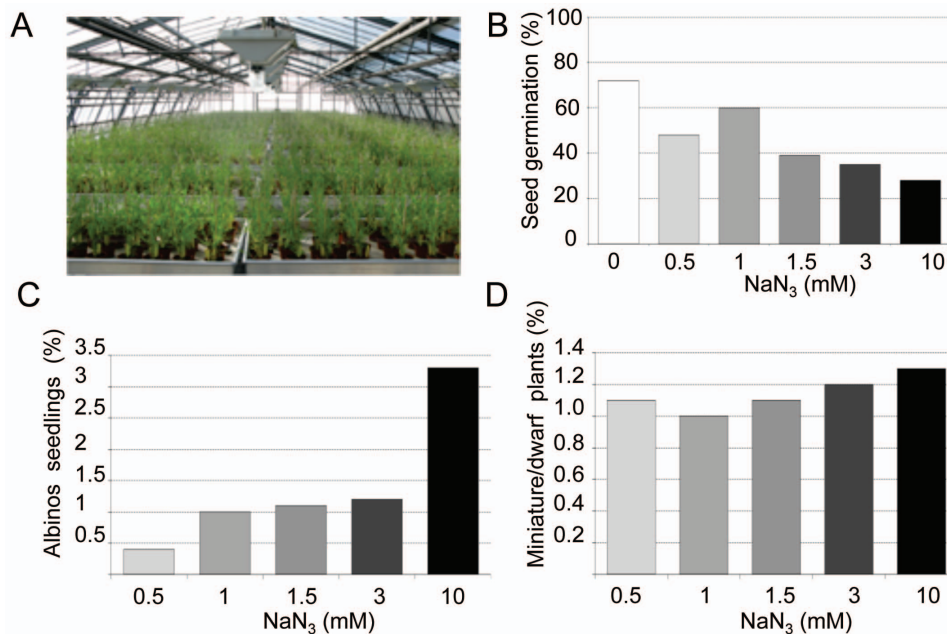 A
B
Seed germination (%)
100
80
60
40
20
0
0 0.5 1 1.5 3 10
NaN₃ (mM)
C
Albinos seedlings (%)
3.5
3
2.5
2
1.5
1
0.5
0.5 1 1.5 3 10
NaN₃ (mM)
D
Miniature/dwarf plants (%)
1.4
1.2
1.0
0.8
0.6
0.4
0.2
0.5 1 1.5 3 10
NaN₃ (mM)